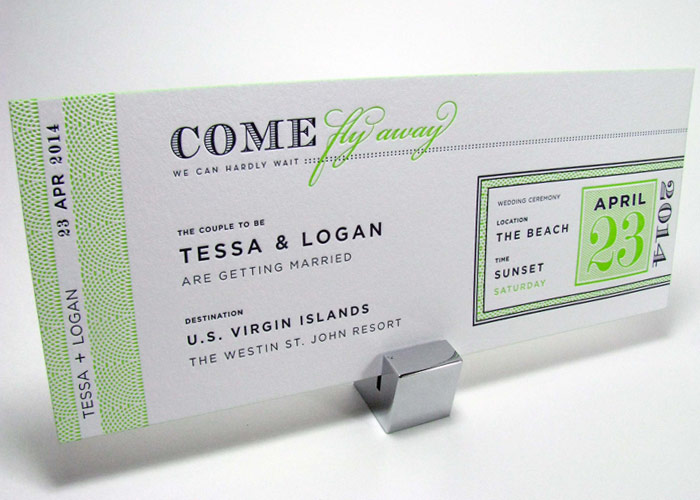 TESSA + LOGAN 23 APR 2014
COME fly away
WE CAN HARDLY WAIT
THE COUPLE TO BE
TESSA & LOGAN
ARE GETTING MARRIED
DESTINATION
U.S. VIRGIN ISLANDS
THE WESTIN ST. JOHN RESORT
WEDDING CEREMONY
LOCATION
THE BEACH
TIME
SUNSET
SATURDAY
APRIL
23
2014